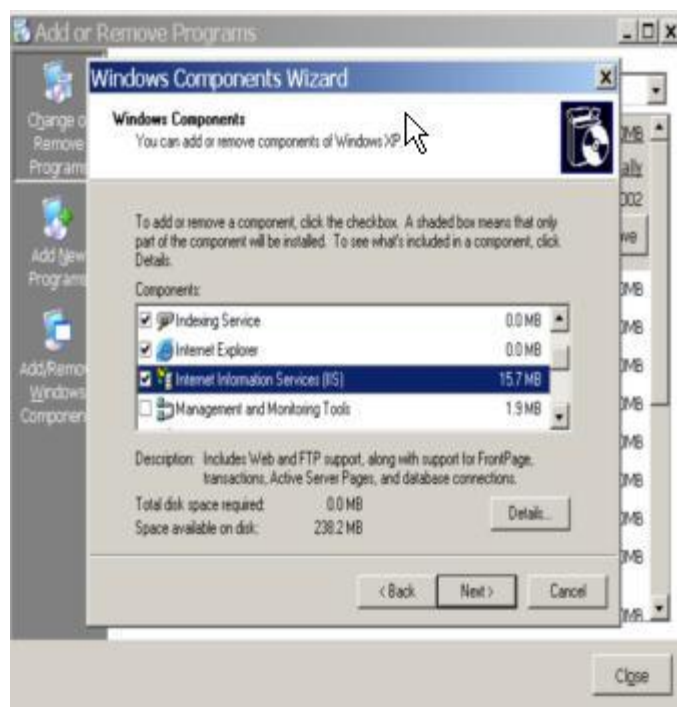 Add or Remove Programs
Change o
Remove
Program
Add New
Programs
Add/Remo
Windows
Componen
Windows Components Wizard
Windows Components
You can add or remove components of Windows XP.
To add or remove a component, click the checkbox. A shaded box means that only
part of the component will be installed. To see what's included in a component, click
Details.
Components:
Indexing Service 0.0 MB
Internet Explorer 0.0 MB
Internet Information Services (IIS) 15.7 MB
Management and Monitoring Tools 1.9 MB
Description: Includes Web and FTP support, along with support for FrontPage,
transactions, Active Server Pages, and database connections.
Total disk space required: 0.0 MB
Space available on disk: 238.2 MB
Details...
< Back
Next >
Cancel
Close